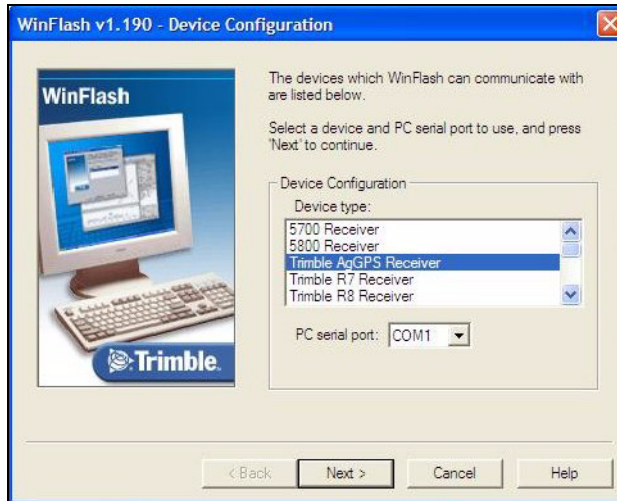 WinFlash v1.190 - Device Configuration
WinFlash
Trimble.
The devices which WinFlash can communicate with
are listed below.
Select a device and PC serial port to use, and press
'Next' to continue.
Device Configuration
Device type:
5700 Receiver
5800 Receiver
Trimble AgGPS Receiver
Trimble R7 Receiver
Trimble R8 Receiver
PC serial port: COM1
< Back Next > Cancel Help